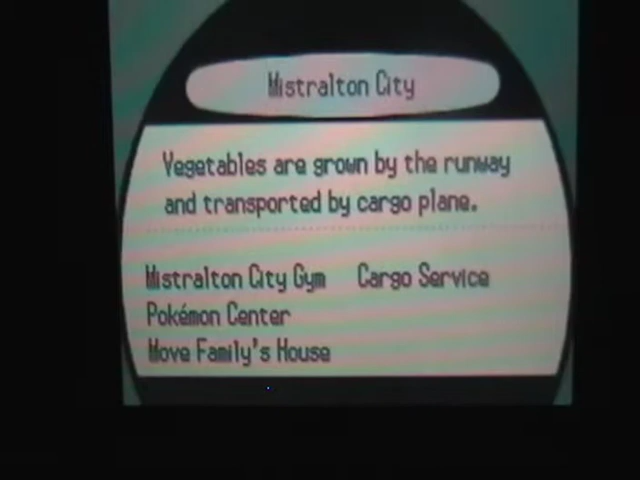 Mistralton City
Vegetables are grown by the runway
and transported by cargo plane.
Mistralton City Gym Cargo Service
Pokémon Center
Move Family's House